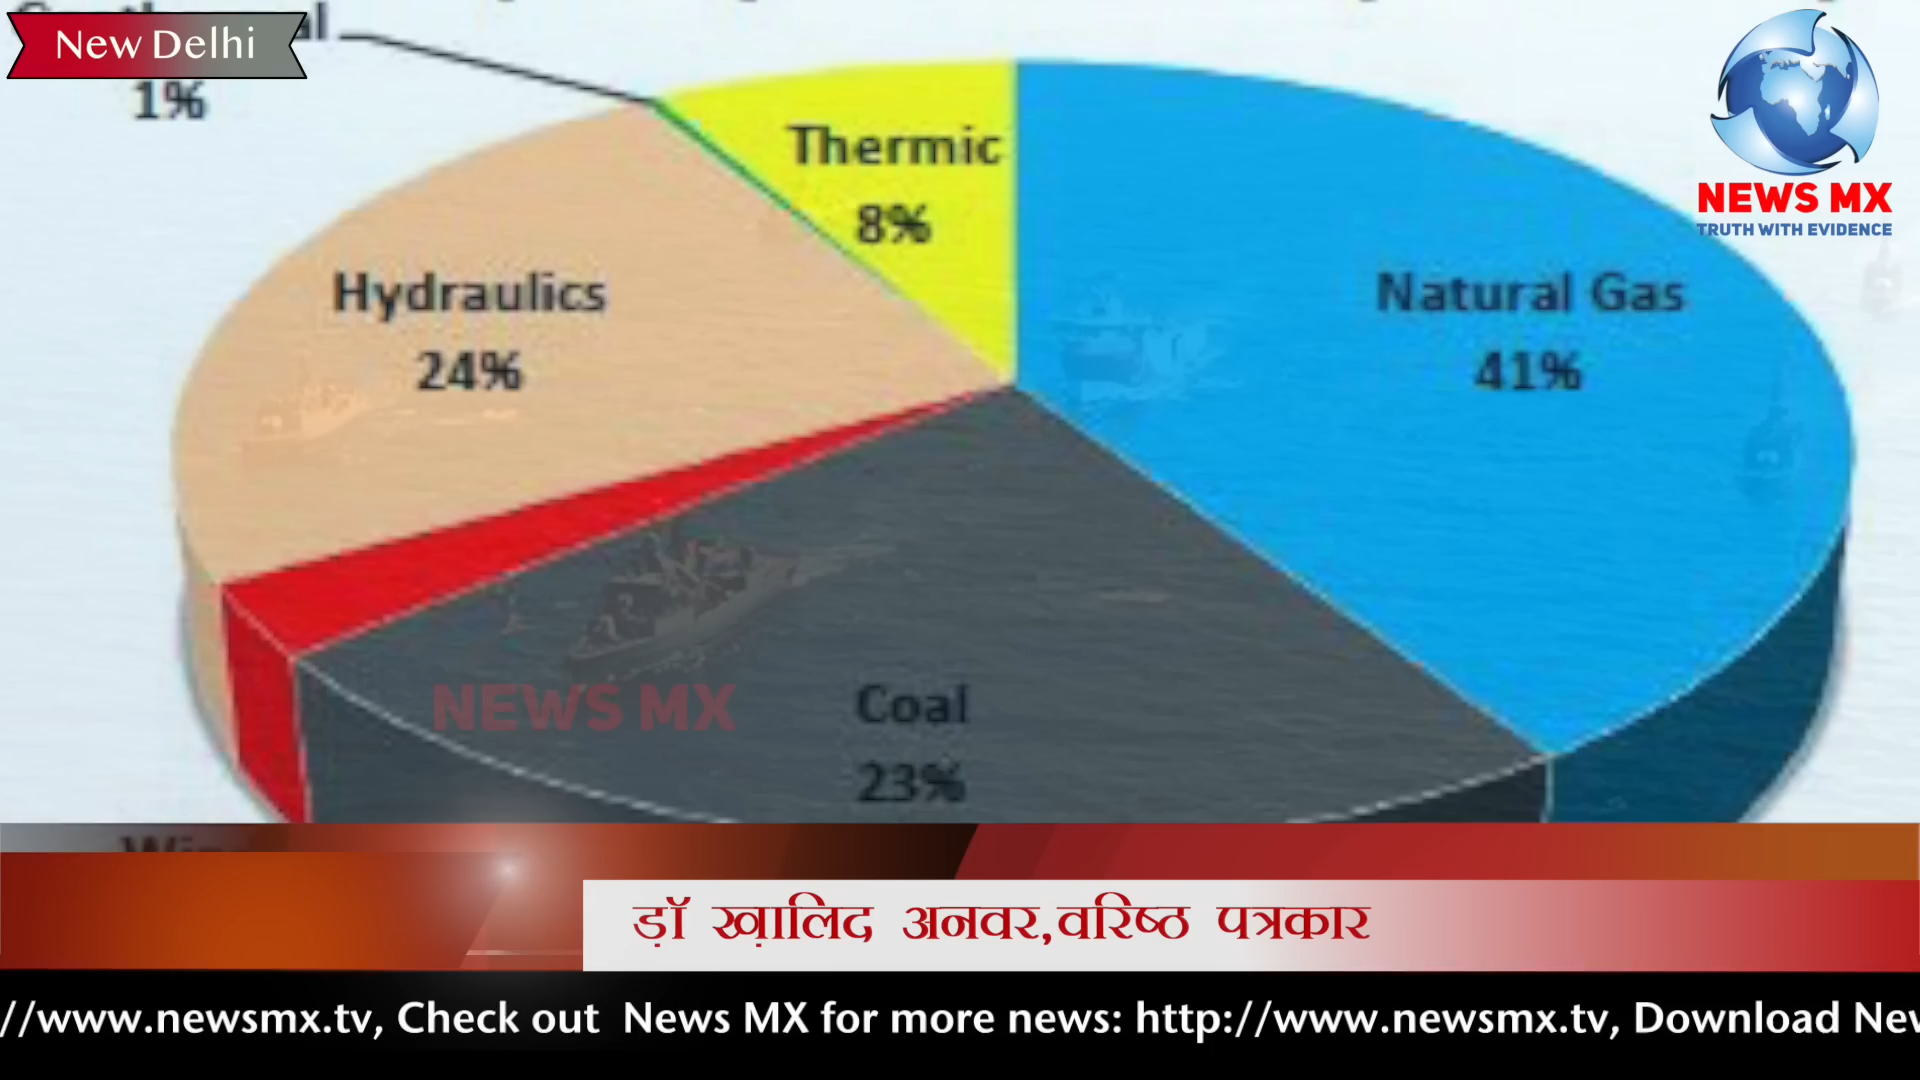 New Delhi
1%
Thermic
8%
NEWS MX
TRUTH WITH EVIDENCE
Hydraulics
24%
Natural Gas
41%
NEWS MX
Coal
23%
डॉ ख़ालिद अनवर,वरिष्ठ पत्रकार
//www.newsmx.tv, Check out News MX for more news: http://www.newsmx.tv, Download